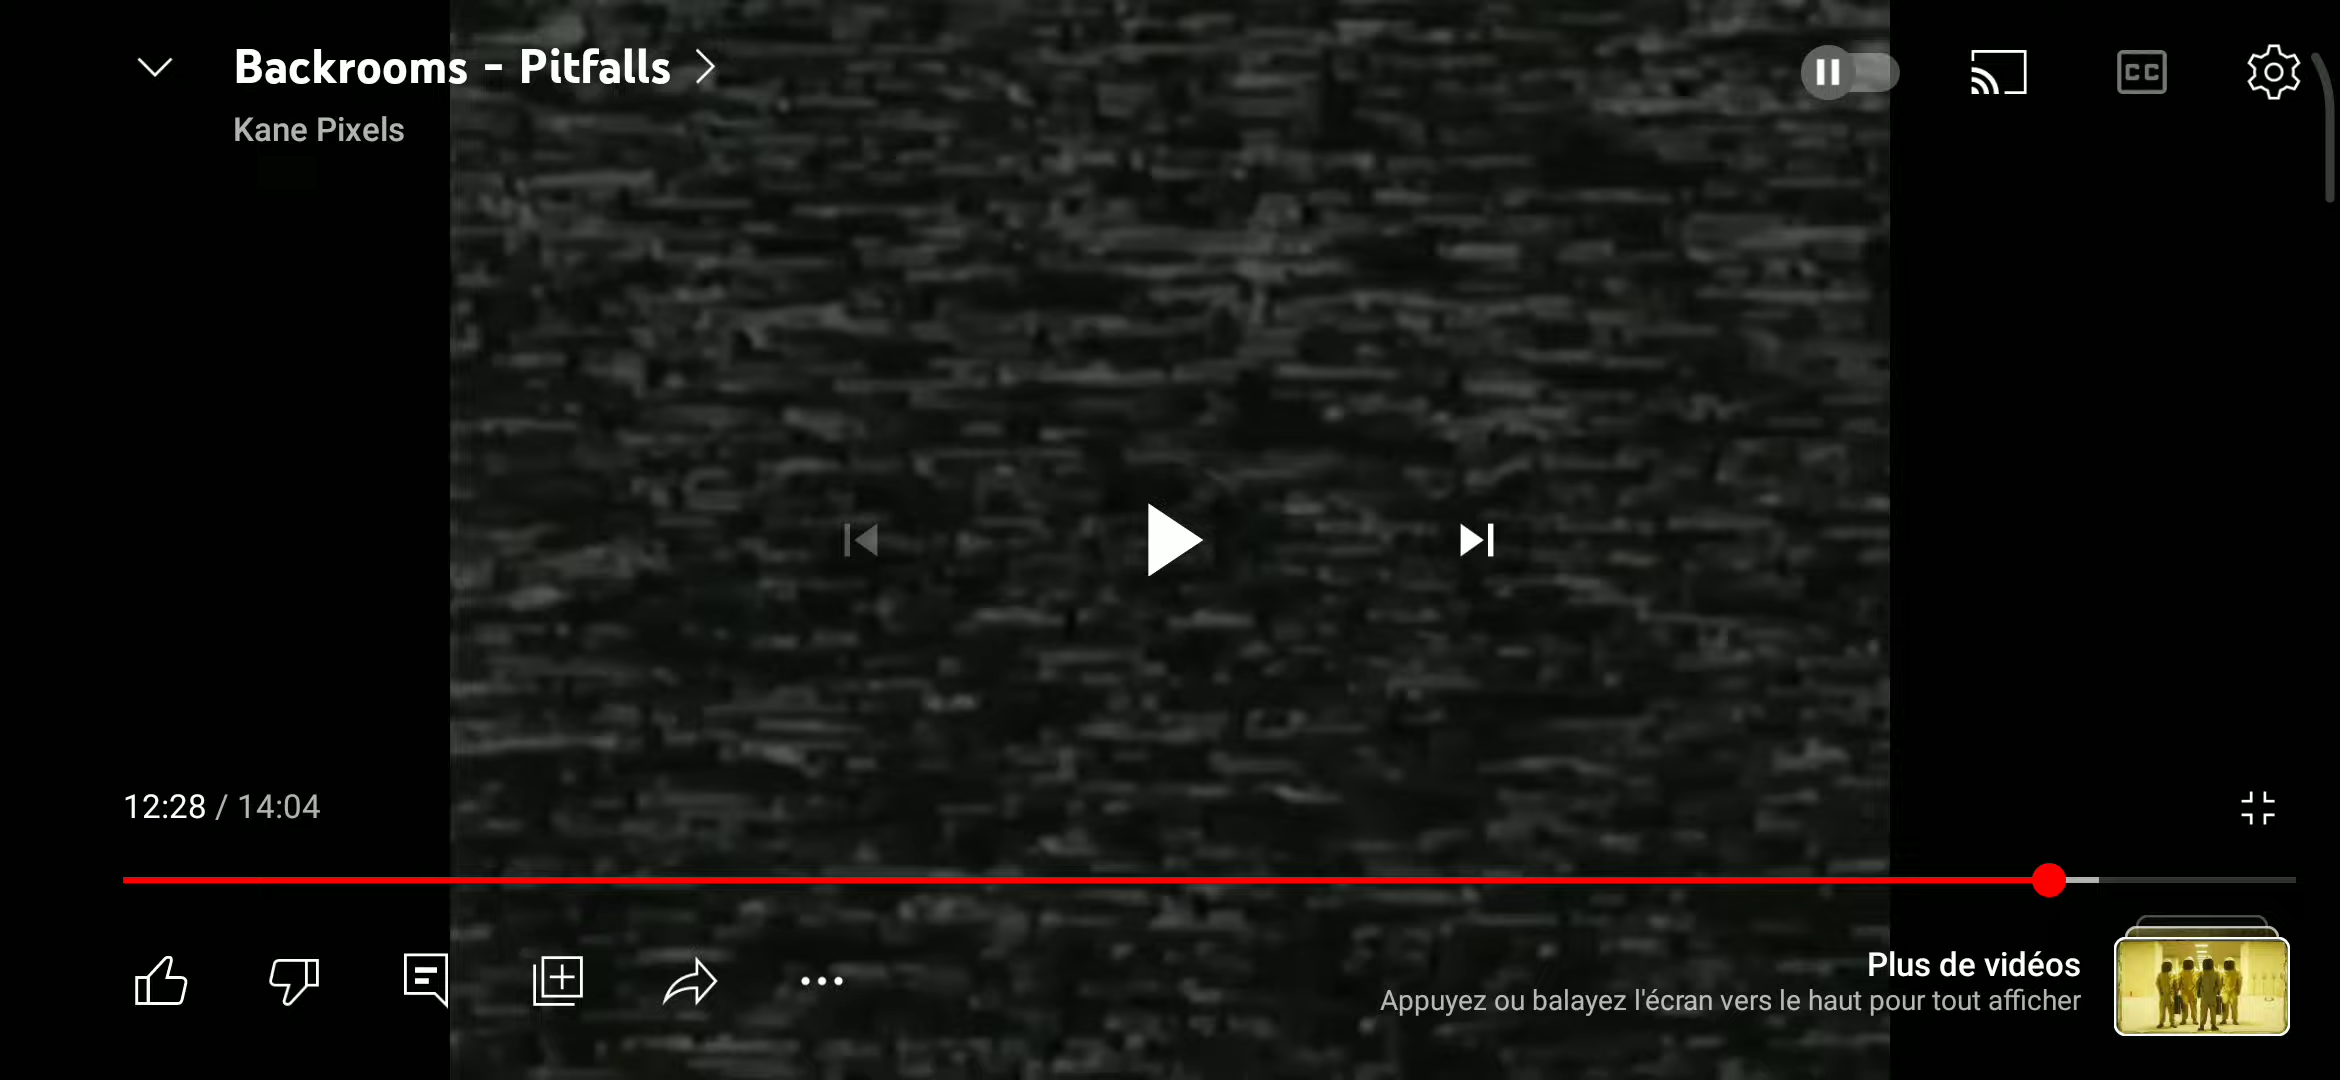 Backrooms - Pitfalls
Kane Pixels
CC
12:28 / 14:04
Plus de vidéos
Appuyez ou balayez l'écran vers le haut pour tout afficher